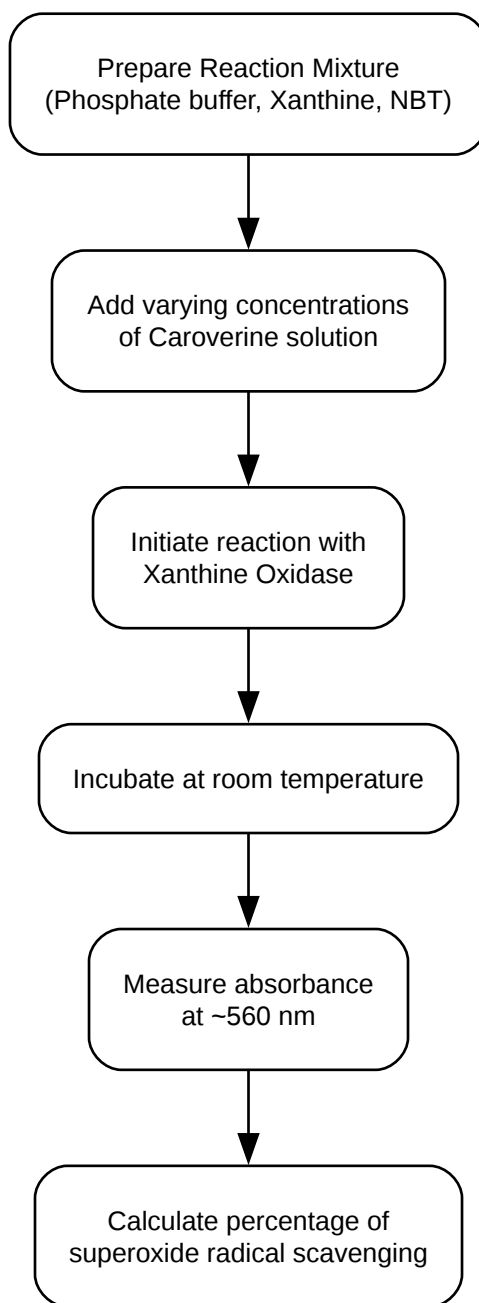 Prepare Reaction Mixture
(Phosphate buffer, Xanthine, NBT)
Add varying concentrations
of Caroverine solution
Initiate reaction with
Xanthine Oxidase
Incubate at room temperature
Measure absorbance
at ~560 nm
Calculate percentage of
superoxide radical scavenging